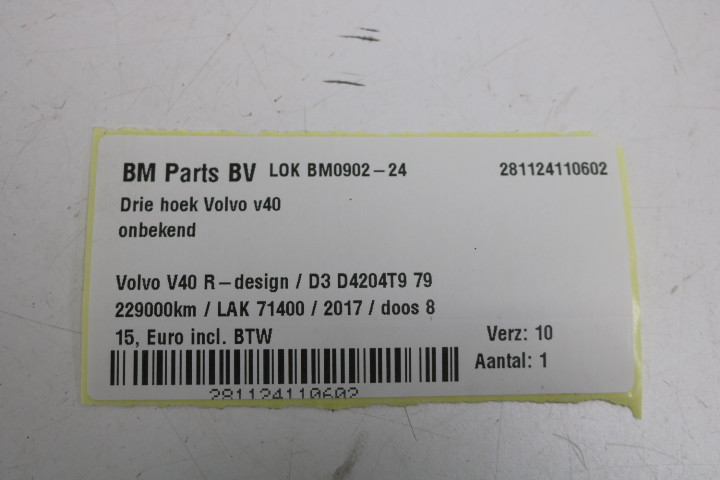 BM Parts BV LOK BM0902-24 281124110602
Drie hoek Volvo v40
onbekend
Volvo V40 R-design / D3 D4204T9 79
229000km / LAK 71400 / 2017 / doos 8
15, Euro incl. BTW Verz: 10
Aantal: 1
281124110602